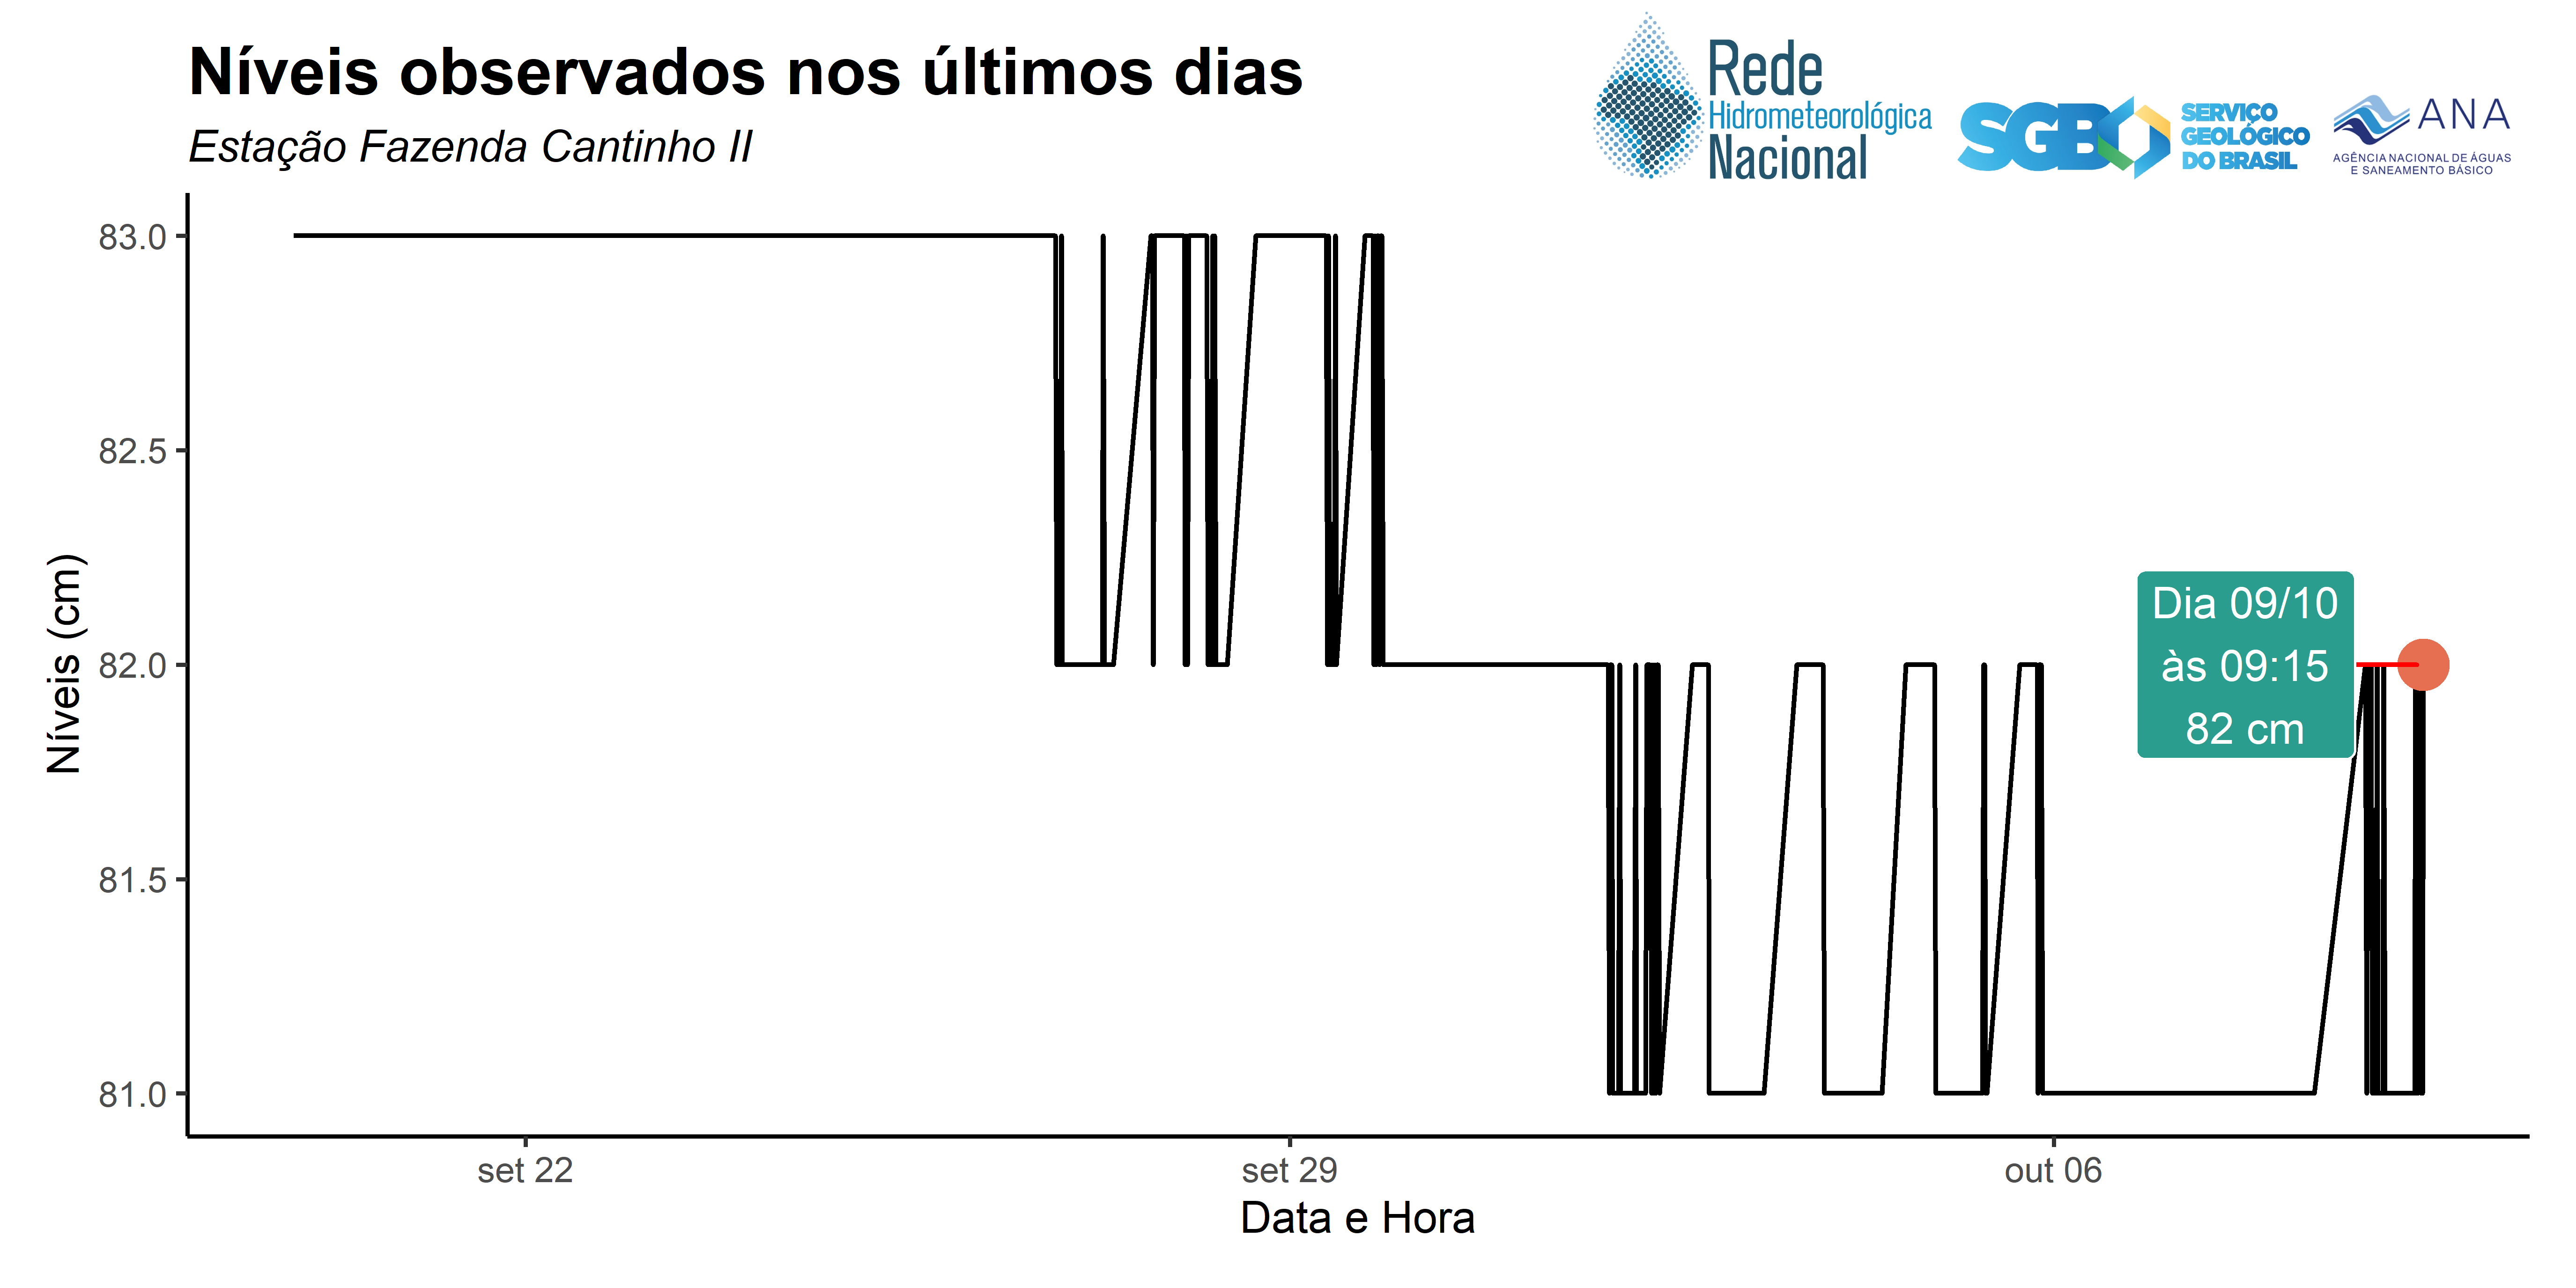 Níveis observados nos últimos dias
Estação Fazenda Cantinho II
Rede
Hidrometeorológica
Nacional
SGB
SERVIÇO
GEOLÓGICO
DO BRASIL
ANA
AGÊNCIA NACIONAL DE ÁGUAS
E SANEAMENTO BÁSICO
Níveis (cm)
83.0
82.5
82.0
81.5
81.0
Dia 09/10
às 09:15
82 cm
set 22
set 29
out 06
Data e Hora